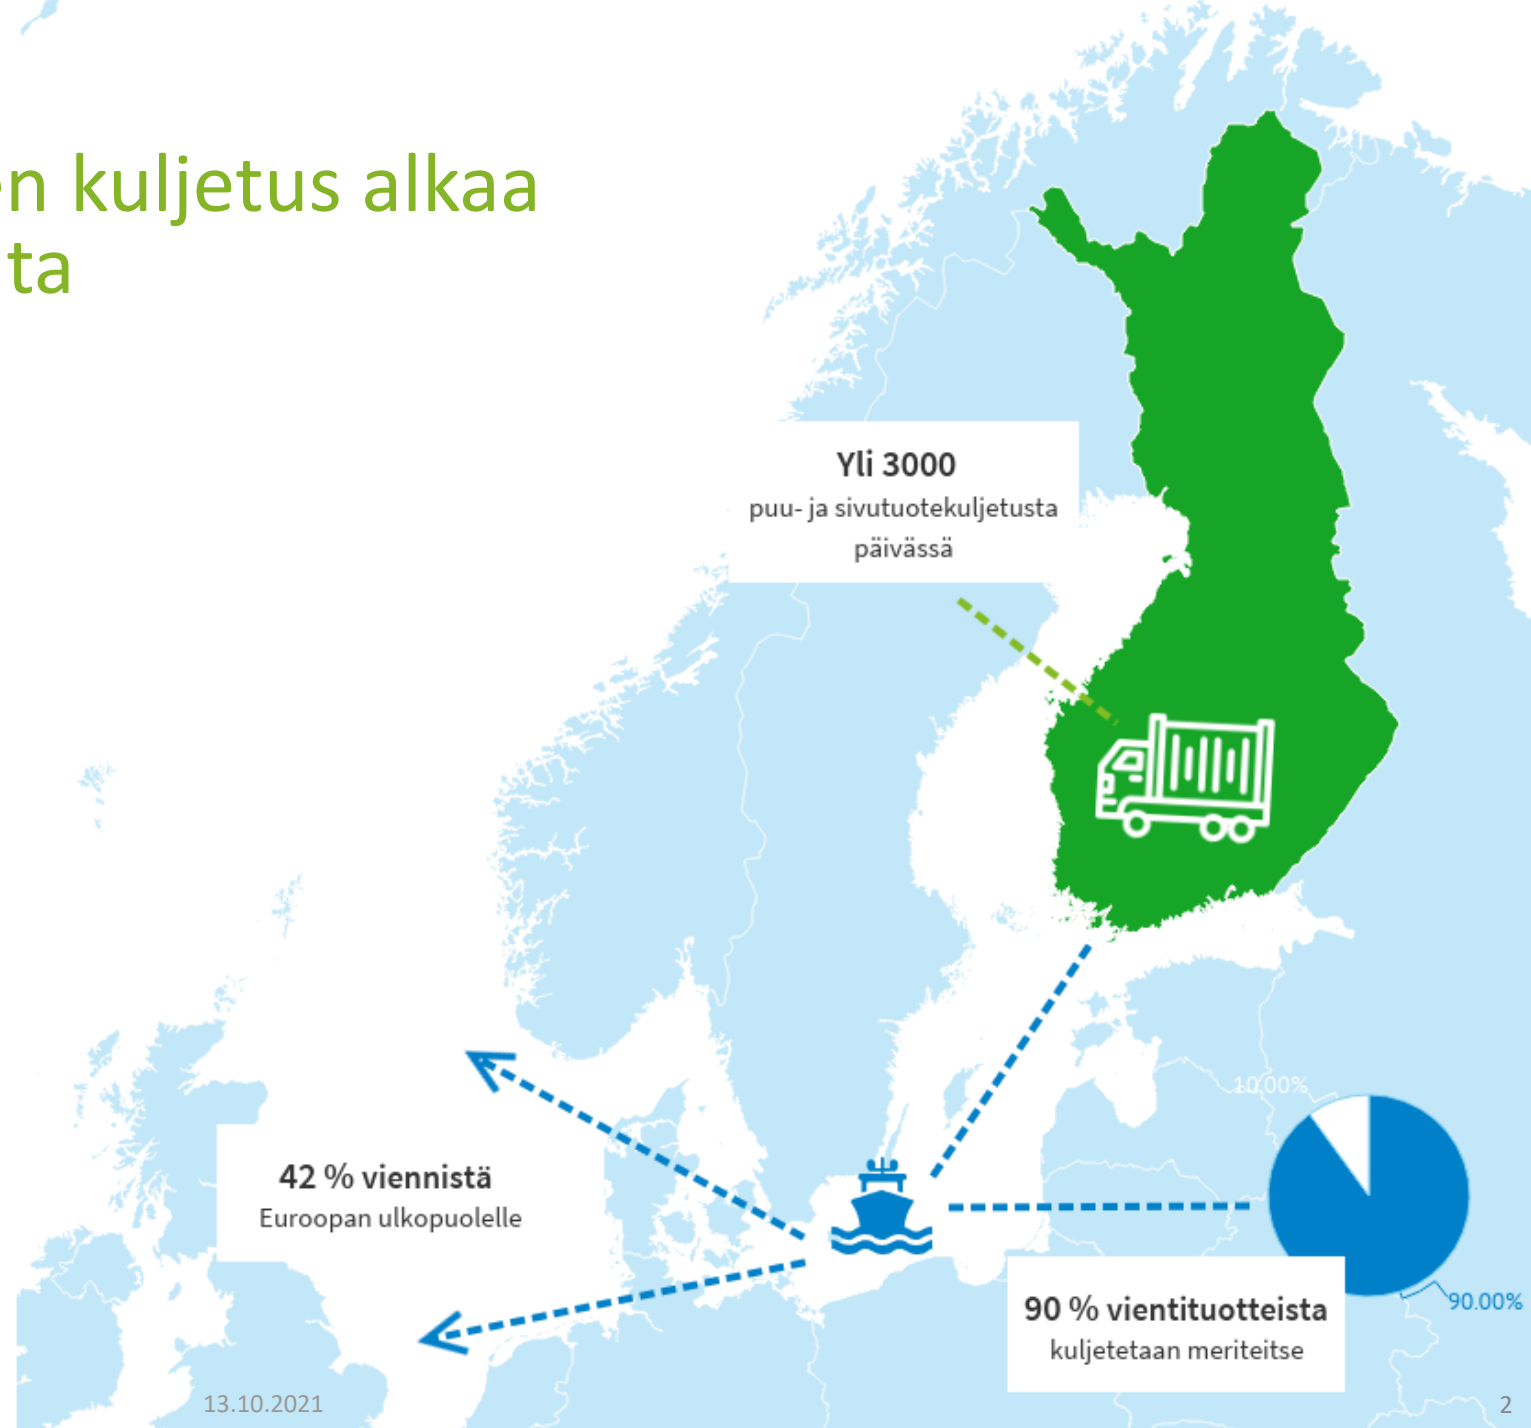 en kuljetus alkaa
ta
Yli 3000
puu- ja sivutuotekuljetusta
päivässä
10.00%
42 % viennistä
Euroopan ulkopuolelle
90 % vientituotteista
kuljetetaan meriteitse
90.00%
13.10.2021
2